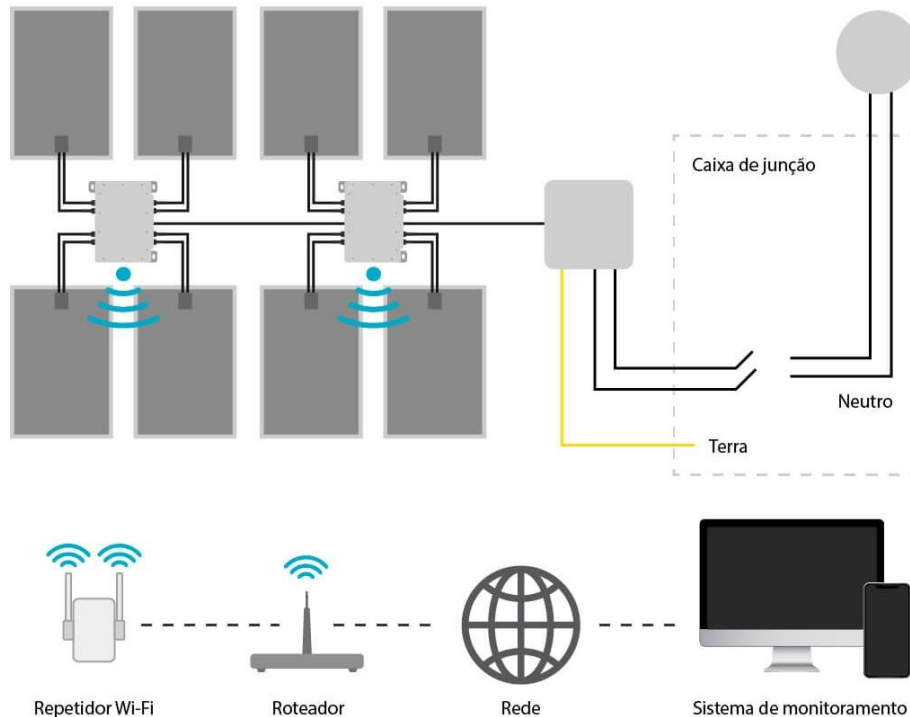 Caixa de junção
Neutro
Terra
Repetidor Wi-Fi
Roteador
Rede
Sistema de monitoramento